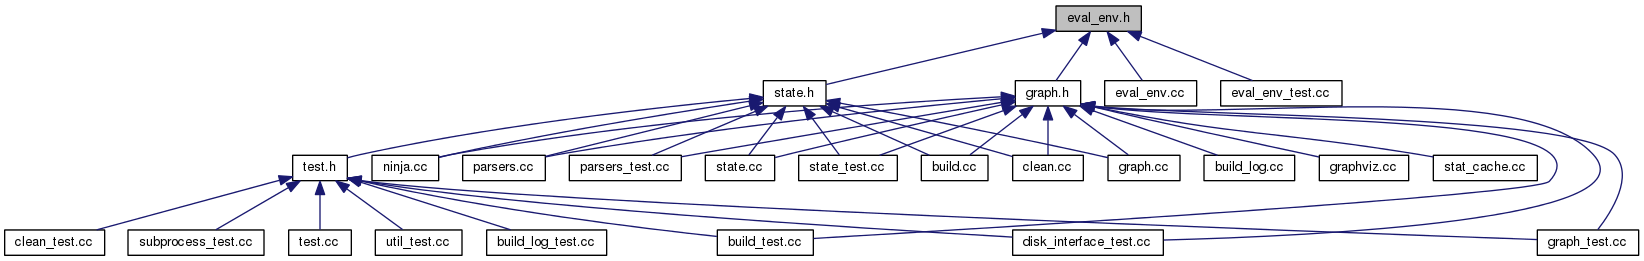 eval_env.h
state.h
graph.h
eval_env.cc
eval_env_test.cc
test.h
ninja.cc
parsers.cc
parsers_test.cc
state.cc
state_test.cc
build.cc
clean.cc
graph.cc
build_log.cc
graphviz.cc
stat_cache.cc
clean_test.cc
subprocess_test.cc
test.cc
util_test.cc
build_log_test.cc
build_test.cc
disk_interface_test.cc
graph_test.cc